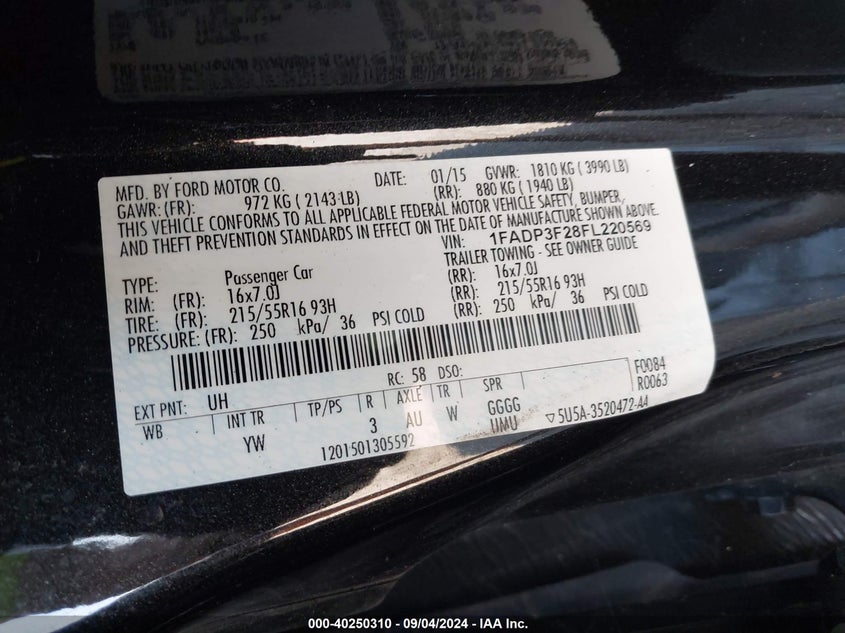 MFD. BY FORD MOTOR CO. DATE: 01/15 GVWR: 1810 KG ( 3990 LB)
GAWR: (FR): 972 KG ( 2143 LB) (RR): 880 KG ( 1940 LB)
THIS VEHICLE CONFORMS TO ALL APPLICABLE FEDERAL MOTOR VEHICLE SAFETY, BUMPER,
AND THEFT PREVENTION STANDARDS IN EFFECT ON THE DATE OF MANUFACTURE SHOWN ABOVE.
VIN: 1FADP3F28FL220569
TYPE: Passenger Car TRAILER TOWING - SEE OWNER GUIDE
RIM: (FR): 16x7.0J (RR): 16x7.0J
TIRE: (FR): 215/55R16 93H (RR): 215/55R16 93H
PRESSURE: (FR): 250 kPa/ 36 PSI COLD (RR): 250 kPa/ 36 PSI COLD
RC: 58 DSO: F0084
EXT PNT: UH R0063
WB INT TR TP/PS R AXLE TR SPR
YW 3 AU W GGGG ▽5U5A-3520472-AA
1201501305592 UMU
000-40250310 - 09/04/2024 - IAA Inc.